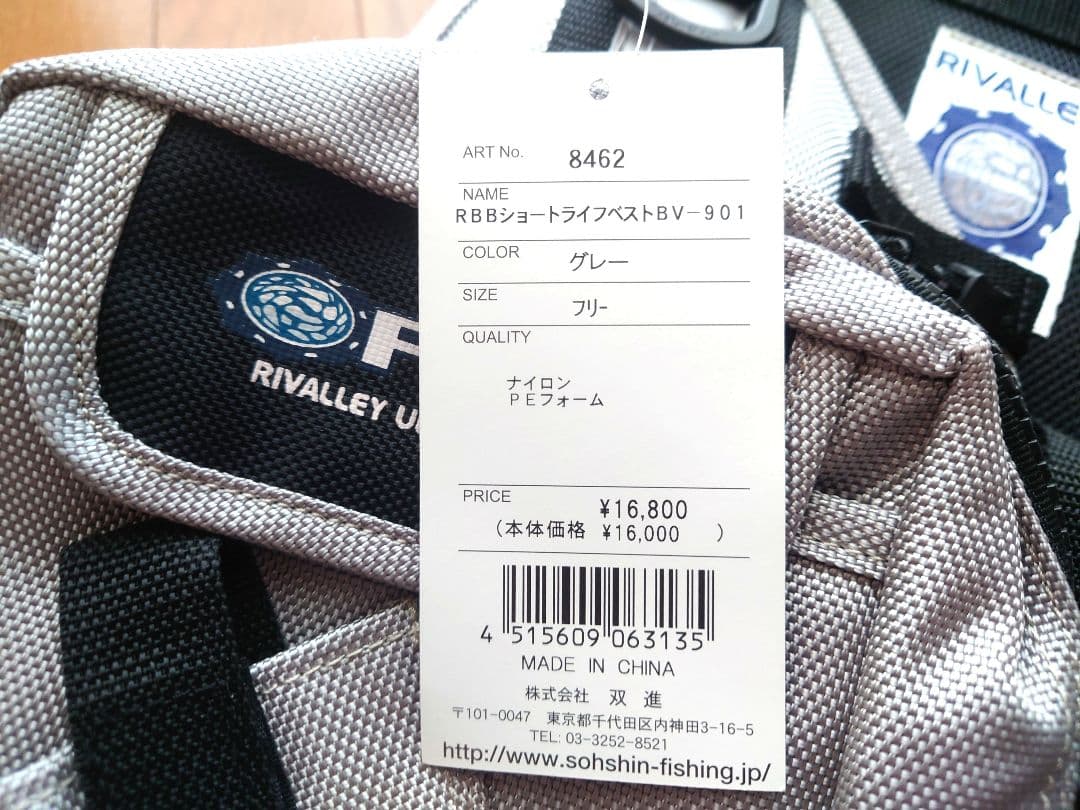 ART No. 8462
NAME
RBBショートライフベストBV-901
COLOR グレー
SIZE フリー
QUALITY
ナイロン
PEフォーム
PRICE ¥16,800
(本体価格 ¥16,000 )
4 515609 063135
MADE IN CHINA
株式会社 双進
〒101-0047 東京都千代田区内神田3-16-5
TEL: 03-3252-8521
http://www.sohshin-fishing.jp/
RIVALLEY
RIVALLE